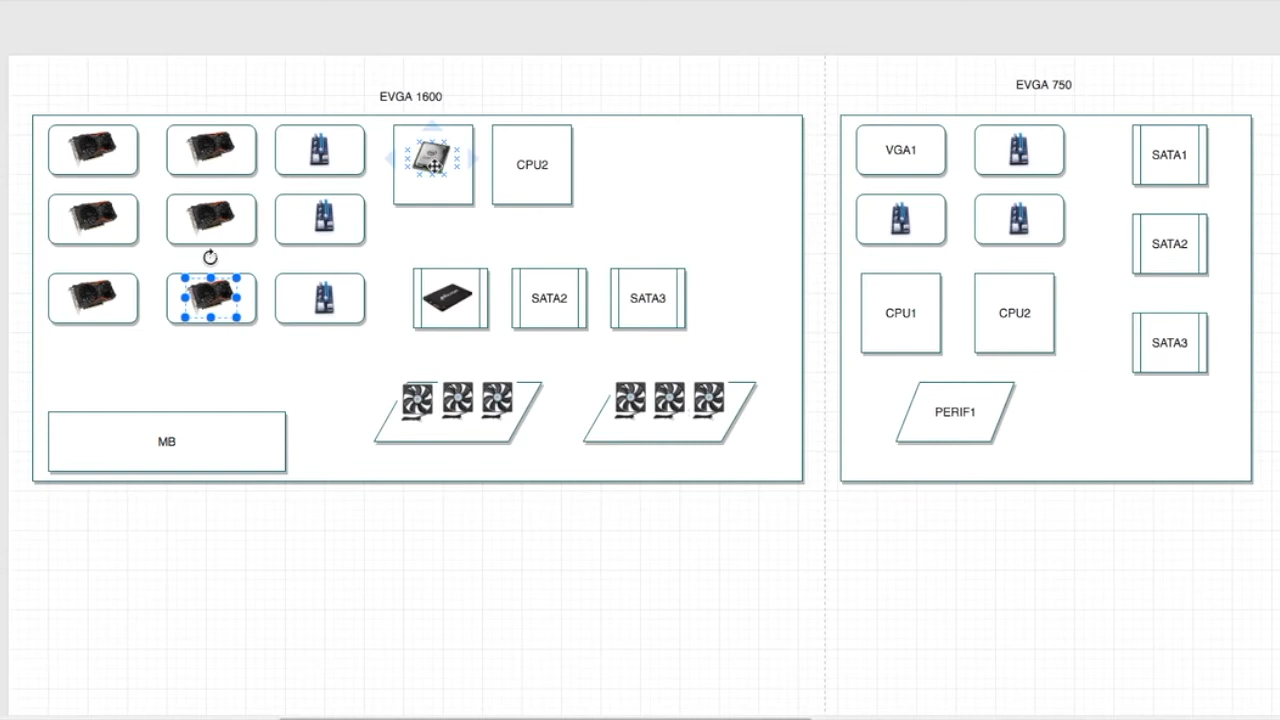 EVGA 1600
CPU2
SATA2
SATA3
MB
EVGA 750
VGA1
SATA1
SATA2
CPU1
CPU2
SATA3
PERIF1